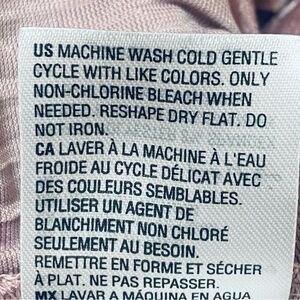 US MACHINE WASH COLD GENTLE
CYCLE WITH LIKE COLORS. ONLY
NON-CHLORINE BLEACH WHEN
NEEDED. RESHAPE DRY FLAT. DO
NOT IRON.
CA LAVER À LA MACHINE À L'EAU
FROIDE AU CYCLE DÉLICAT AVEC
DES COULEURS SEMBLABLES.
UTILISER UN AGENT DE
BLANCHIMENT NON CHLORÉ
SEULEMENT AU BESOIN.
REMETTRE EN FORME ET SÉCHER
À PLAT. NE PAS REPASSER.
MX LAVAR A MÁQUINA EN AGUA